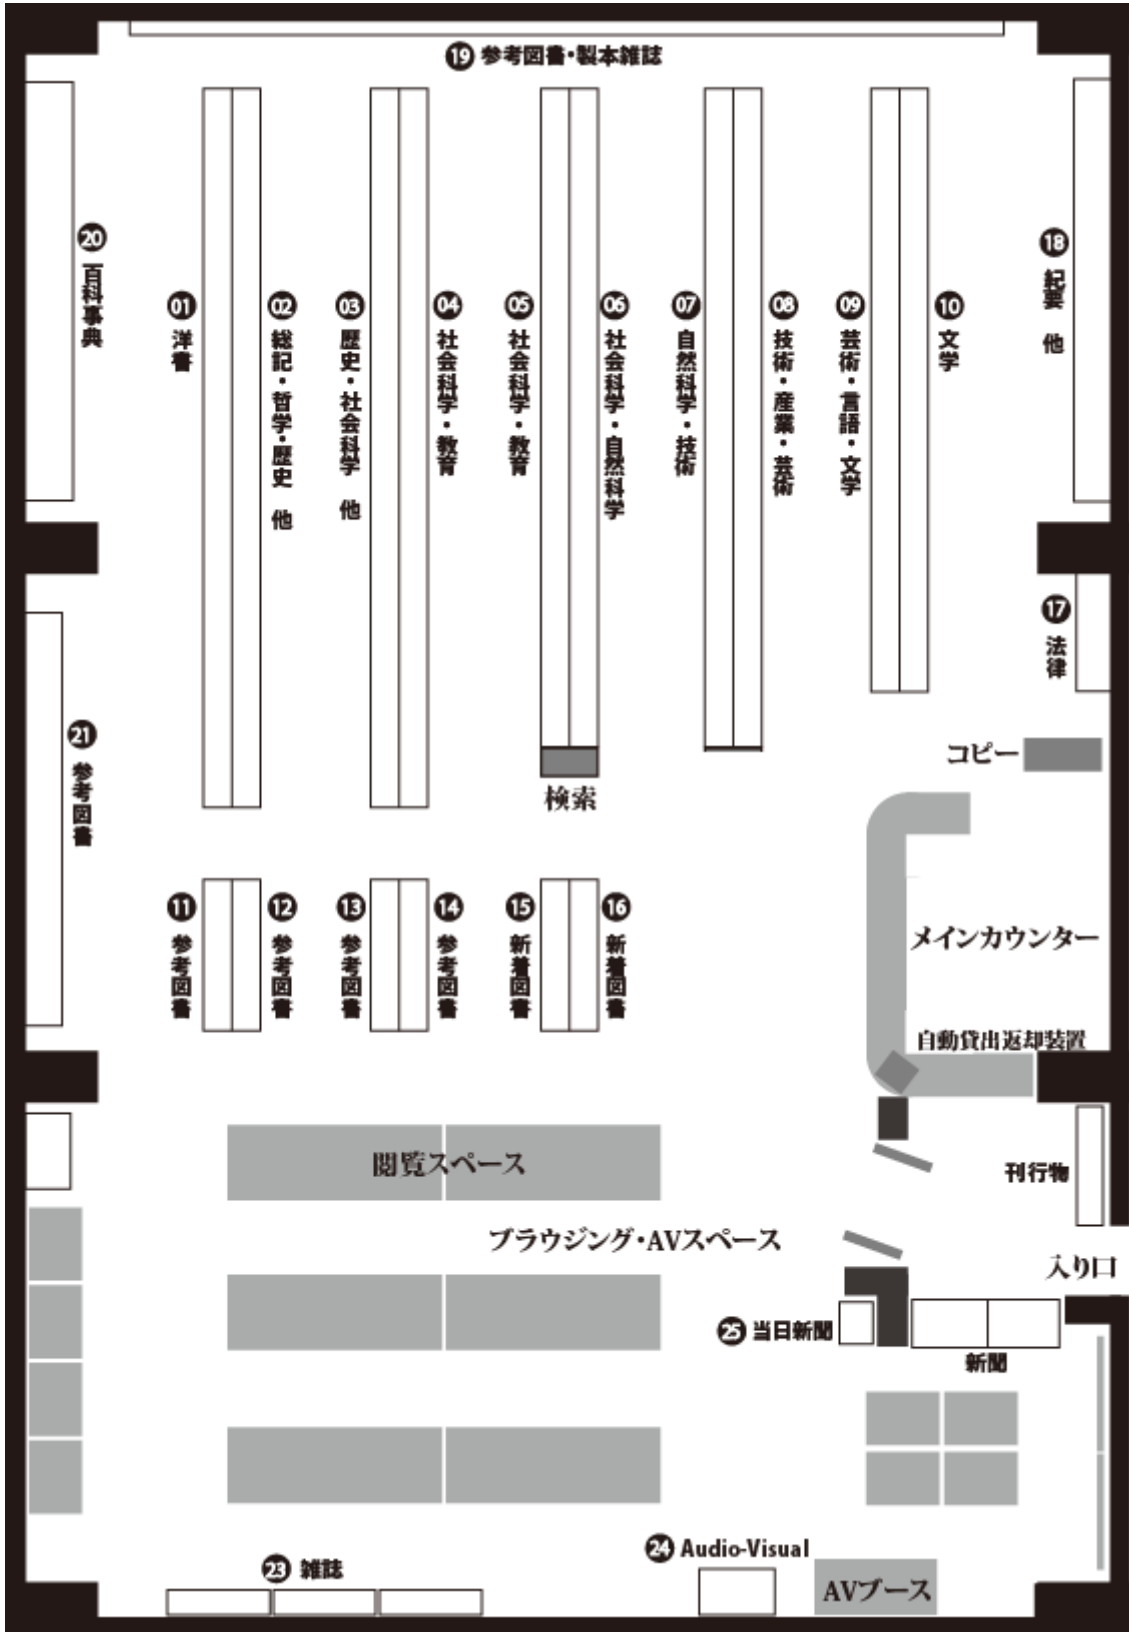 ⓳ 参考図書・製本雑誌
⓴ 百科事典
⓲ 紀要 他
01 洋書
02 総記・哲学・歴史 他
03 歴史・社会科学 他
04 社会科学・教育
05 社会科学・教育
06 社会科学・自然科学
07 自然科学・技術
08 技術・産業・芸術
09 芸術・言語・文学
10 文学
17 法律
21 参考図書
コピー
検索
11 参考図書
12 参考図書
13 参考図書
14 参考図書
15 新着図書
16 新着図書
メインカウンター
自動貸出返却装置
閲覧スペース
刊行物
ブラウジング・AVスペース
入り口
25 当日新聞
新聞
24 Audio-Visual
23 雑誌
AVブース